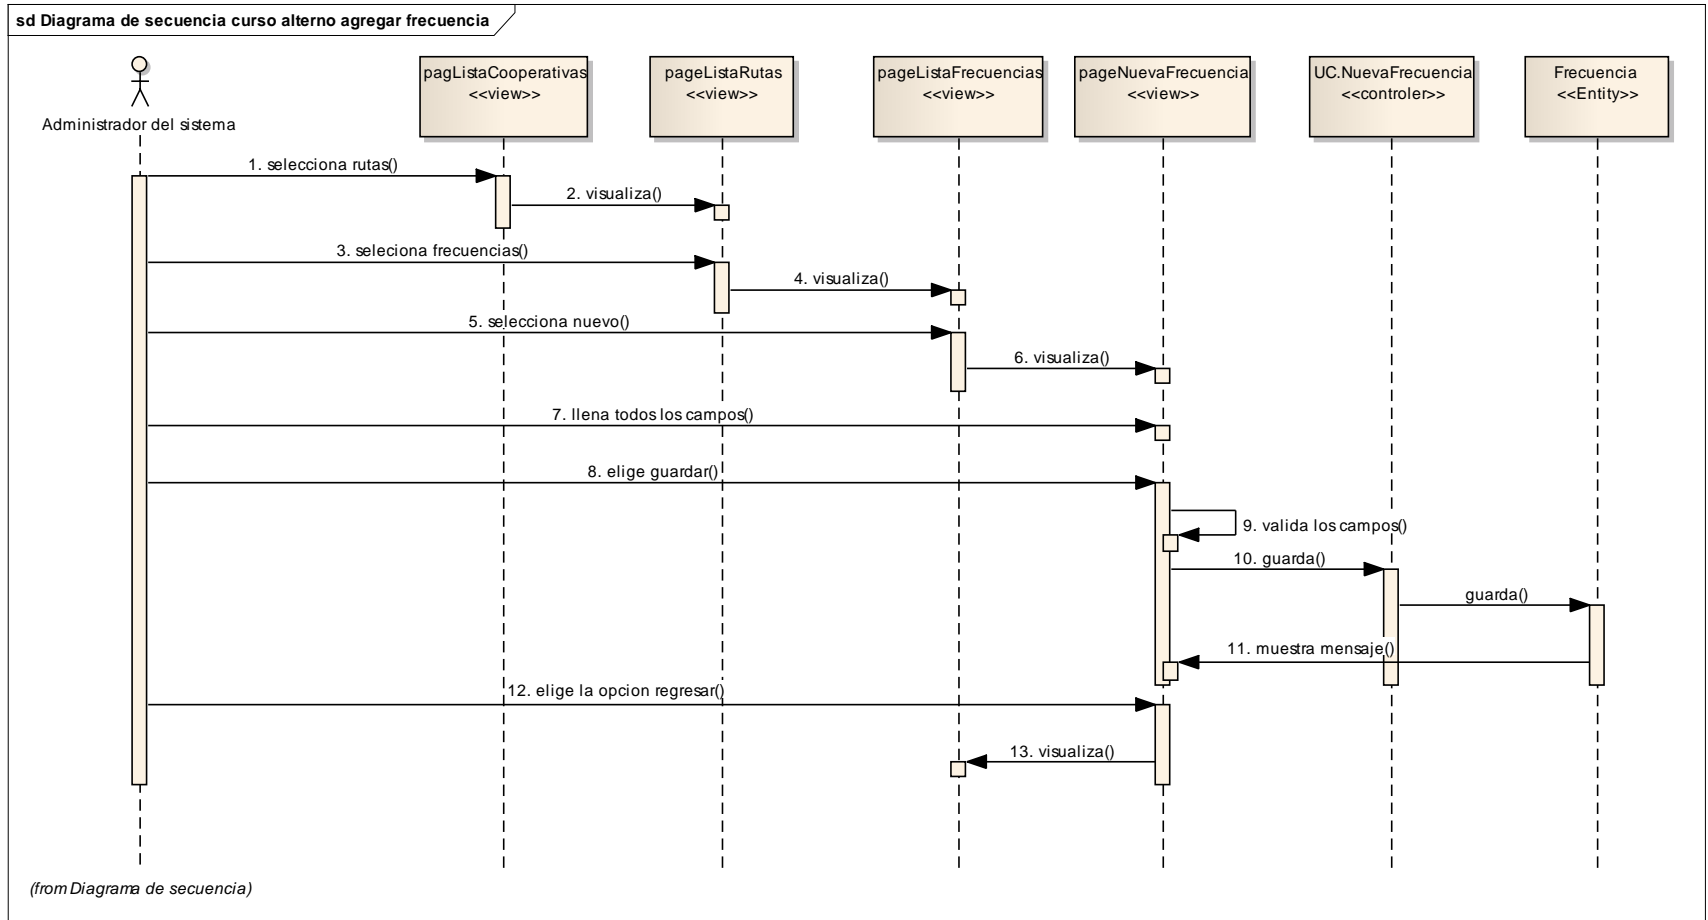 sd Diagrama de secuencia curso alterno agregar frecuencia
Administrador del sistema
pagListaCooperativas
<<view>>
pageListaRutas
<<view>>
pageListaFrecuencias
<<view>>
pageNuevaFrecuencia
<<view>>
UC.NuevaFrecuencia
<<controler>>
Frecuencia
<<Entity>>
1. selecciona rutas()
2. visualiza()
3. seleciona frecuencias()
4. visualiza()
5. selecciona nuevo()
6. visualiza()
7. llena todos los campos()
8. elige guardar()
9. valida los campos()
10. guarda()
guarda()
11. muestra mensaje()
12. elige la opcion regresar()
13. visualiza()
(from Diagrama de secuencia)